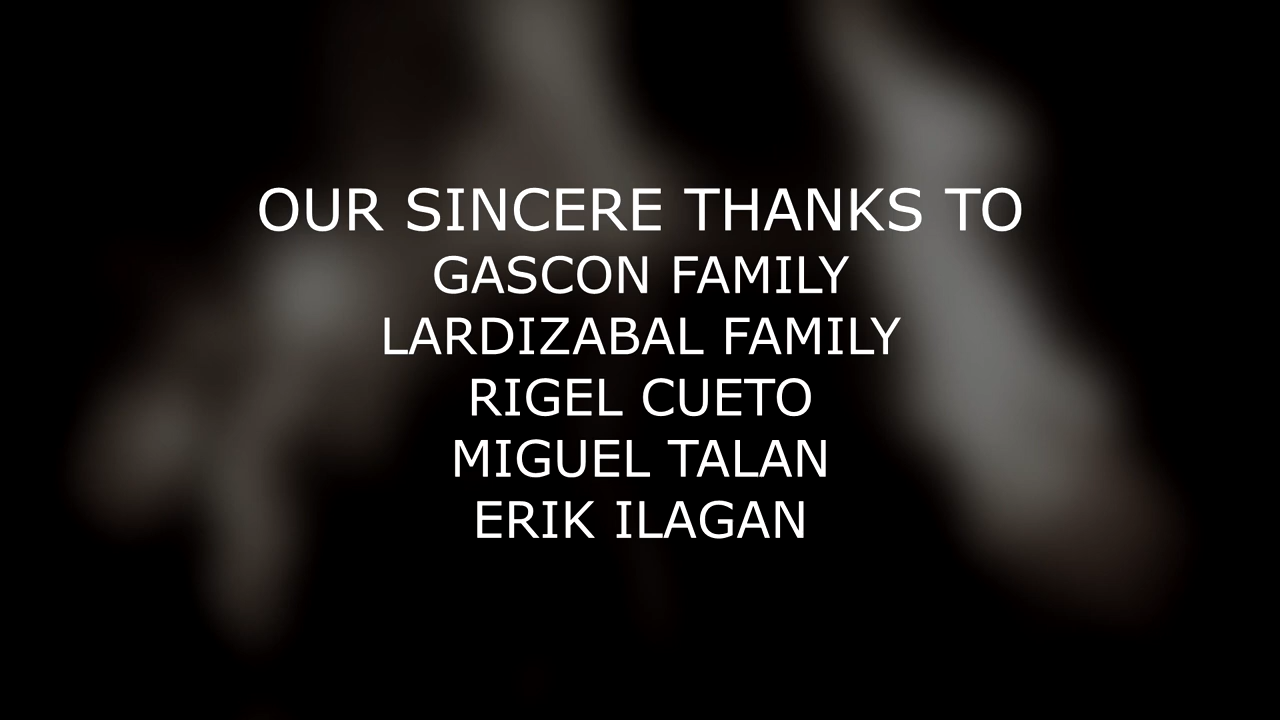 OUR SINCERE THANKS TO
GASCON FAMILY
LARDIZABAL FAMILY
RIGEL CUETO
MIGUEL TALAN
ERIK ILAGAN